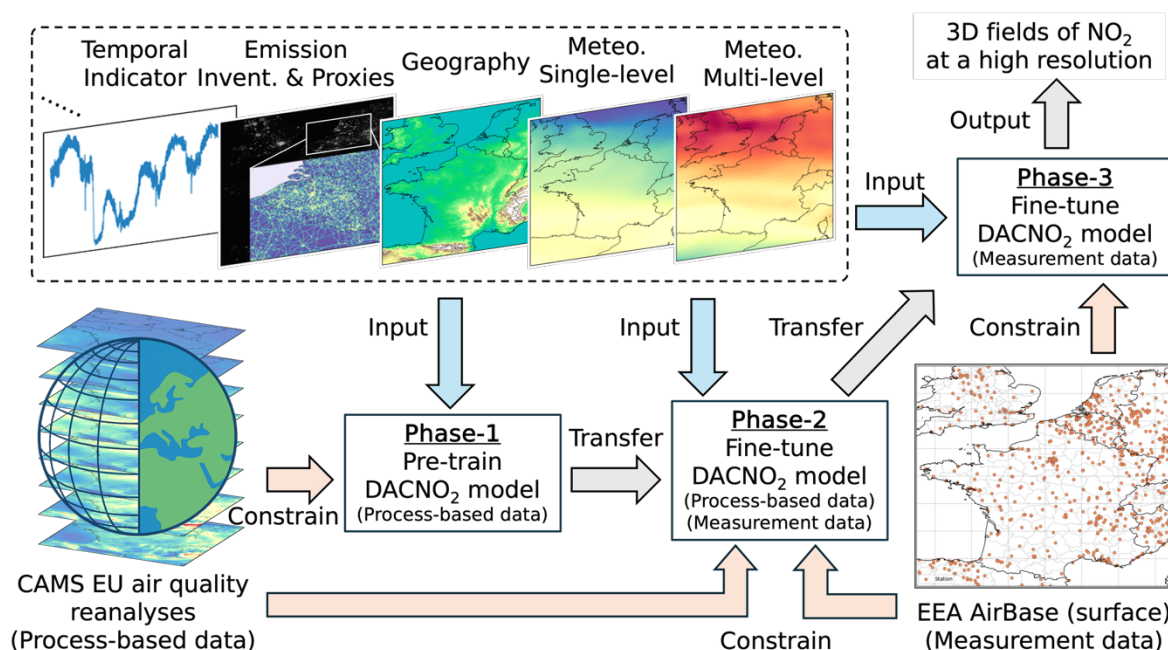 Temporal
Indicator
Emission
Invent. & Proxies
Geography
Meteo.
Single-level
Meteo.
Multi-level
3D fields of NO₂
at a high resolution
Output
Input
Phase-3
Fine-tune
DACNO₂ model
(Measurement data)
Input
Input
Transfer
Constrain
Phase-1
Pre-train
DACNO₂ model
(Process-based data)
Transfer
Phase-2
Fine-tune
DACNO₂ model
(Process-based data)
(Measurement data)
Constrain
Station
CAMS EU air quality
reanalyses
(Process-based data)
Constrain
EEA AirBase (surface)
(Measurement data)